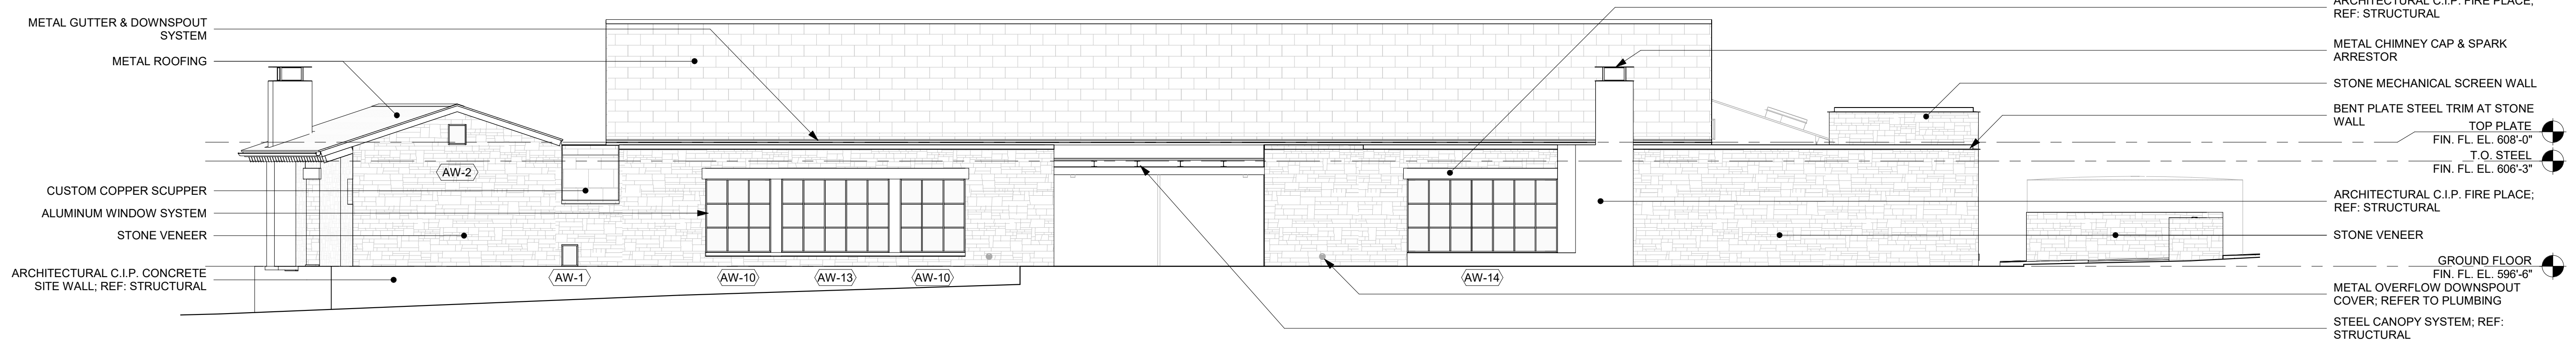 METAL GUTTER & DOWNSPOUT
SYSTEM
METAL ROOFING
CUSTOM COPPER SCUPPER
ALUMINUM WINDOW SYSTEM
STONE VENEER
ARCHITECTURAL C.I.P. CONCRETE
SITE WALL; REF: STRUCTURAL
AW-2
AW-1
AW-10
AW-13
AW-10
AW-14
ARCHITECTURAL C.I.P. FIRE PLACE;
REF: STRUCTURAL
METAL CHIMNEY CAP & SPARK
ARRESTOR
STONE MECHANICAL SCREEN WALL
BENT PLATE STEEL TRIM AT STONE
WALL
TOP PLATE
FIN. FL. EL. 608'-0"
T.O. STEEL
FIN. FL. EL. 606'-3"
ARCHITECTURAL C.I.P. FIRE PLACE;
REF: STRUCTURAL
STONE VENEER
GROUND FLOOR
FIN. FL. EL. 596'-6"
METAL OVERFLOW DOWNSPOUT
COVER; REFER TO PLUMBING
STEEL CANOPY SYSTEM; REF:
STRUCTURAL